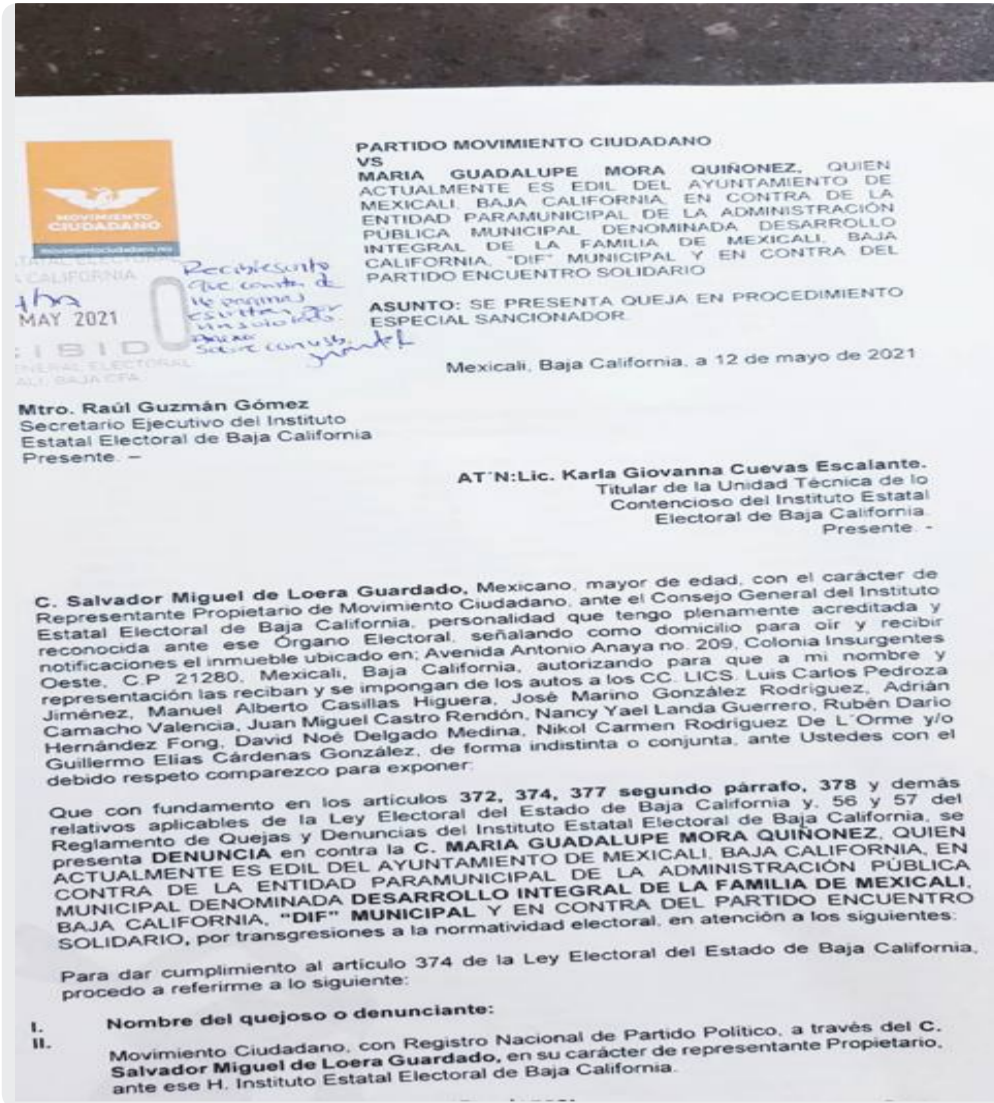 PARTIDO MOVIMIENTO CIUDADANO
VS
MARIA GUADALUPE MORA QUIÑONEZ, QUIEN
ACTUALMENTE ES EDIL DEL AYUNTAMIENTO DE
MEXICALI, BAJA CALIFORNIA, EN CONTRA DE LA
ENTIDAD PARAMUNICIPAL DE LA ADMINISTRACIÓN
PÚBLICA MUNICIPAL DENOMINADA DESARROLLO
INTEGRAL DE LA FAMILIA DE MEXICALI, BAJA
CALIFORNIA, "DIF" MUNICIPAL Y EN CONTRA DEL
PARTIDO ENCUENTRO SOLIDARIO
MOVIMIENTO
CIUDADANO
movimientociudadano.mx
ELECTORAL
CALIFORNIA
MAY 2021
Recibí escrito
que consta de
16 paginas
escritas por
un solo lado
ASUNTO: SE PRESENTA QUEJA EN PROCEDIMIENTO
ESPECIAL SANCIONADOR.
Mexicali, Baja California, a 12 de mayo de 2021
Mtro. Raúl Guzmán Gómez
Secretario Ejecutivo del Instituto
Estatal Electoral de Baja California
Presente. –
AT´N:Lic. Karla Giovanna Cuevas Escalante.
Titular de la Unidad Técnica de lo
Contencioso del Instituto Estatal
Electoral de Baja California.
Presente. -
C. Salvador Miguel de Loera Guardado, Mexicano, mayor de edad, con el carácter de
Representante Propietario de Movimiento Ciudadano, ante el Consejo General del Instituto
Estatal Electoral de Baja California, personalidad que tengo plenamente acreditada y
reconocida ante ese Órgano Electoral, señalando como domicilio para oír y recibir
notificaciones el inmueble ubicado en; Avenida Antonio Anaya no. 209, Colonia Insurgentes
Oeste, C.P 21280, Mexicali, Baja California, autorizando para que a mi nombre y
representación las reciban y se impongan de los autos a los CC. LICS. Luis Carlos Pedroza
Jiménez, Manuel Alberto Casillas Higuera, José Marino González Rodríguez, Adrián
Camacho Valencia, Juan Miguel Castro Rendón, Nancy Yael Landa Guerrero, Rubén Darío
Hernández Fong, David Noé Delgado Medina, Nikol Carmen Rodríguez De L´Orme y/o
Guillermo Elías Cárdenas González, de forma indistinta o conjunta, ante Ustedes con el
debido respeto comparezco para exponer:
Que con fundamento en los artículos 372, 374, 377 segundo párrafo, 378 y demás
relativos aplicables de la Ley Electoral del Estado de Baja California y. 56 y 57 del
Reglamento de Quejas y Denuncias del Instituto Estatal Electoral de Baja California, se
presenta DENUNCIA en contra la C. MARIA GUADALUPE MORA QUIÑONEZ, QUIEN
ACTUALMENTE ES EDIL DEL AYUNTAMIENTO DE MEXICALI, BAJA CALIFORNIA, EN
CONTRA DE LA ENTIDAD PARAMUNICIPAL DE LA ADMINISTRACIÓN PÚBLICA
MUNICIPAL DENOMINADA DESARROLLO INTEGRAL DE LA FAMILIA DE MEXICALI,
BAJA CALIFORNIA, "DIF" MUNICIPAL Y EN CONTRA DEL PARTIDO ENCUENTRO
SOLIDARIO, por transgresiones a la normatividad electoral, en atención a los siguientes:
Para dar cumplimiento al artículo 374 de la Ley Electoral del Estado de Baja California,
procedo a referirme a lo siguiente:
I. Nombre del quejoso o denunciante:
II.
Movimiento Ciudadano, con Registro Nacional de Partido Político, a través del C.
Salvador Miguel de Loera Guardado, en su carácter de representante Propietario,
ante ese H. Instituto Estatal Electoral de Baja California.